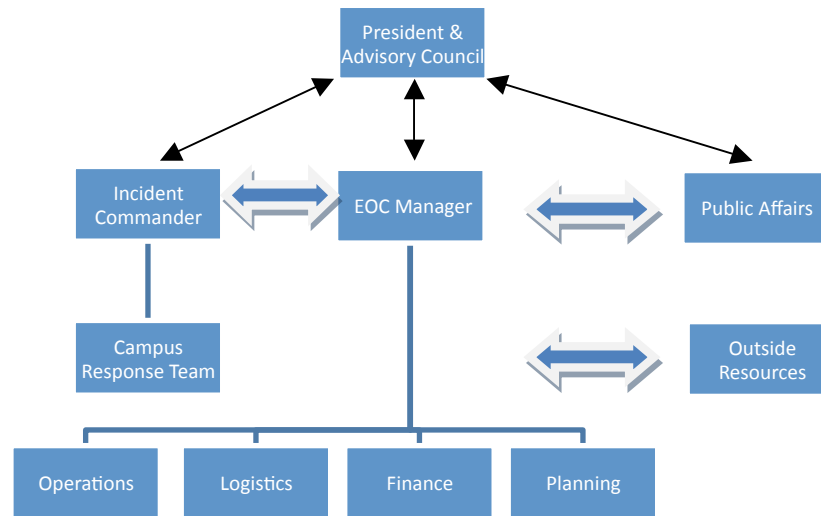 President &
Advisory Council
Incident
Commander
EOC Manager
Public Affairs
Campus
Response Team
Outside
Resources
Operations
Logistics
Finance
Planning